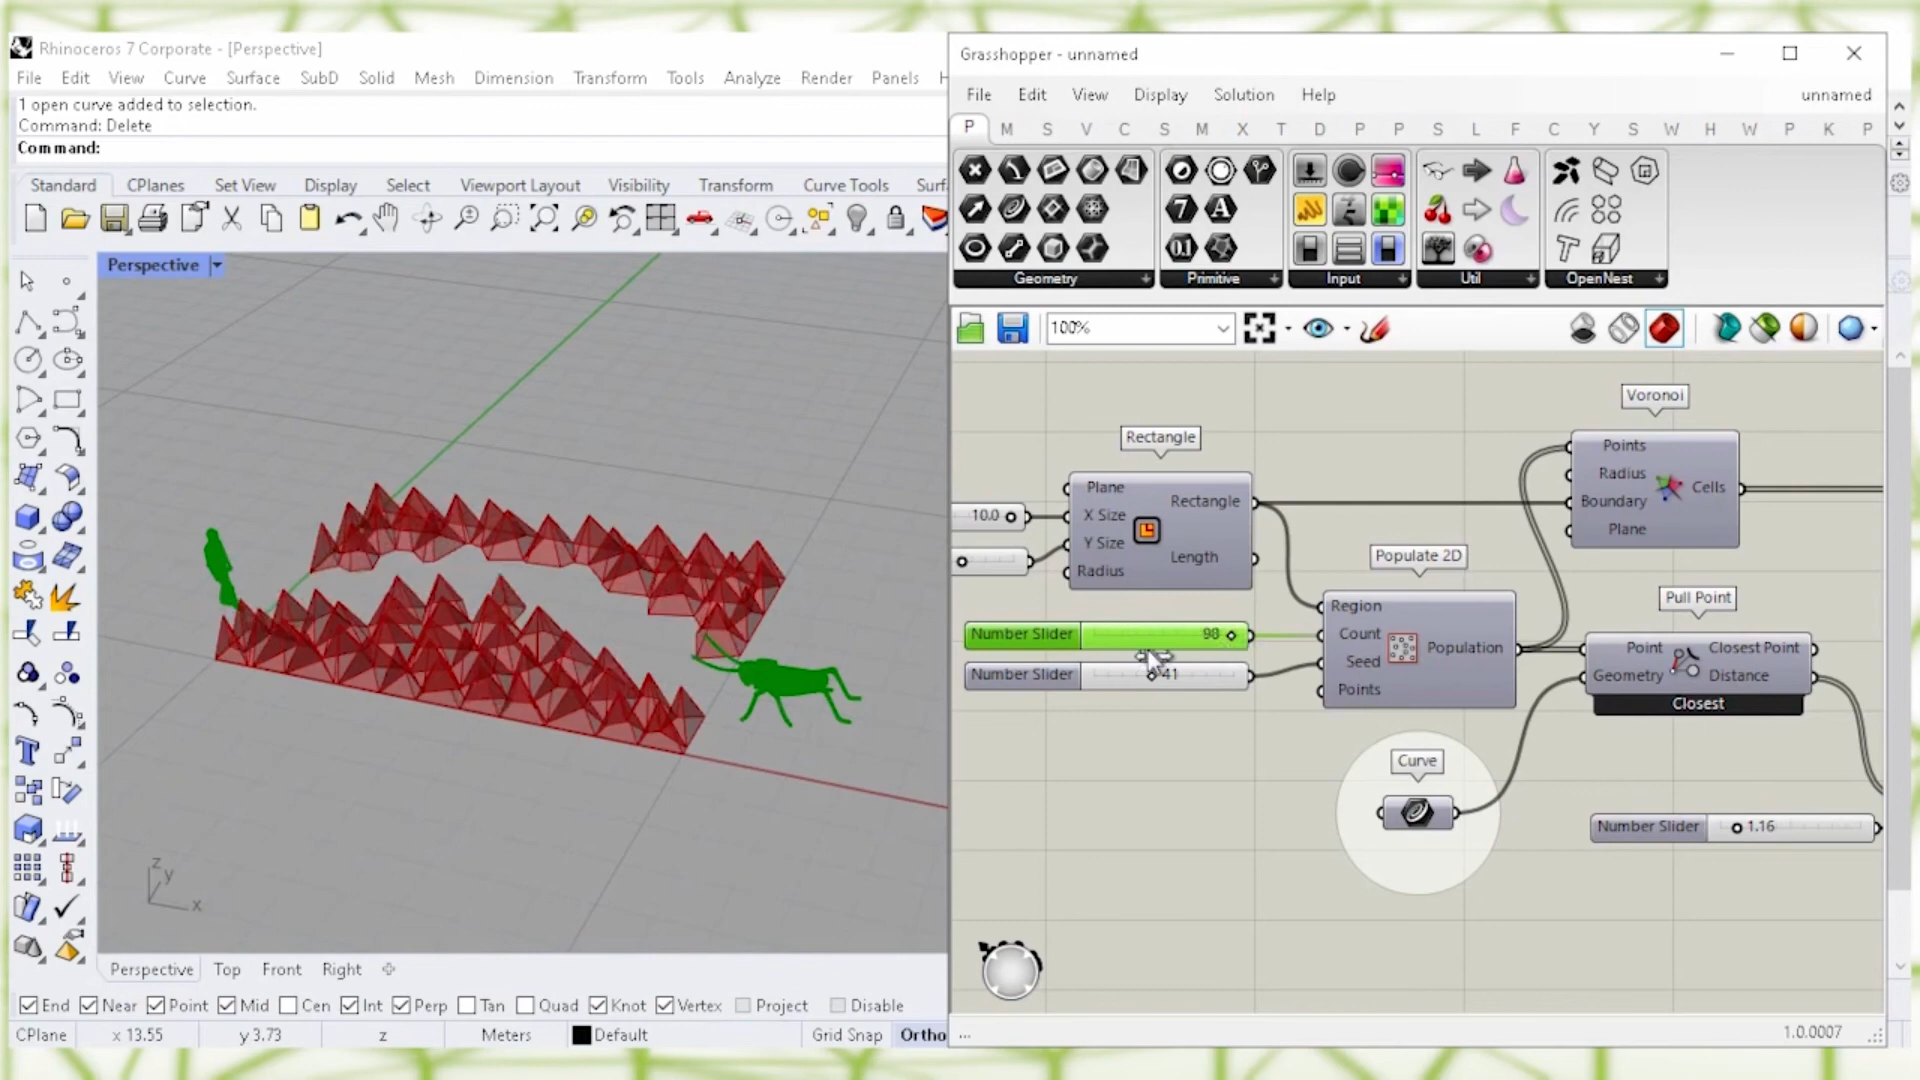 Rhinoceros 7 Corporate - [Perspective]
File Edit View Curve Surface SubD Solid Mesh Dimension Transform Tools Analyze Render Panels H
1 open curve added to selection.
Command: Delete
Command:
Standard CPlanes Set View Display Select Viewport Layout Visibility Transform Curve Tools Surf
Perspective
z
y
x
Perspective Top Front Right
End Near Point Mid Cen Int Perp Tan Quad Knot Vertex Project Disable
CPlane x 13.55 y 3.73 z Meters Default Grid Snap Ortho
Grasshopper - unnamed
File Edit View Display Solution Help unnamed
P M S V C S M X T D P P S L F C Y S W H W P K P
Geometry Primitive Input Util OpenNest
100%
Voronoi
Points
Radius
Boundary
Plane
Cells
Rectangle
Plane
X Size
Y Size
Radius
Rectangle
Length
10.0
Populate 2D
Region
Count
Seed
Points
Population
Number Slider 98
Number Slider 41
Pull Point
Point
Geometry
Closest Point
Distance
Closest
Curve
Number Slider 1.16
... 1.0.0007